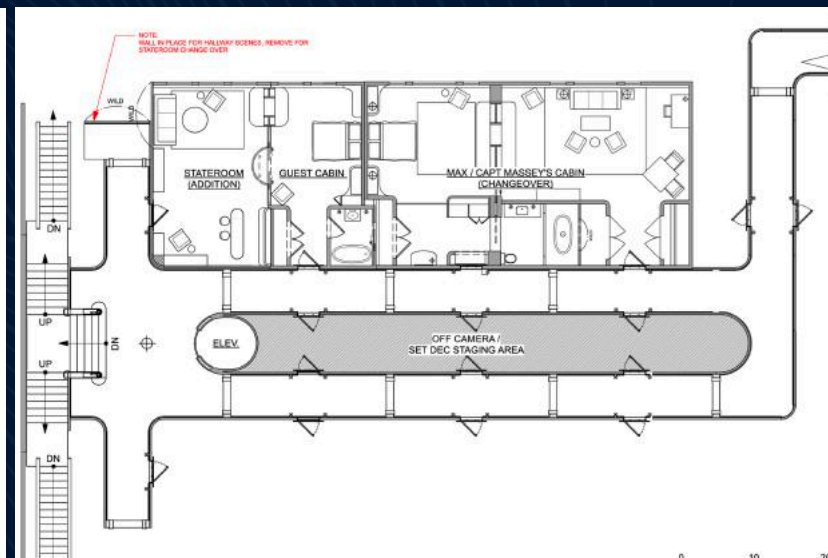 NOTE:
WALL IN PLACE FOR HALLWAY SCENES, REMOVE FOR
STATEROOM CHANGE OVER
WILD
WILD
STATEROOM
(ADDITION)
GUEST CABIN
MAX / CAPT MASSEY'S CABIN
(CHANGEOVER)
DN
UP
DN
UP
DN
ELEV.
OFF CAMERA /
SET DEC STAGING AREA
0 10 20